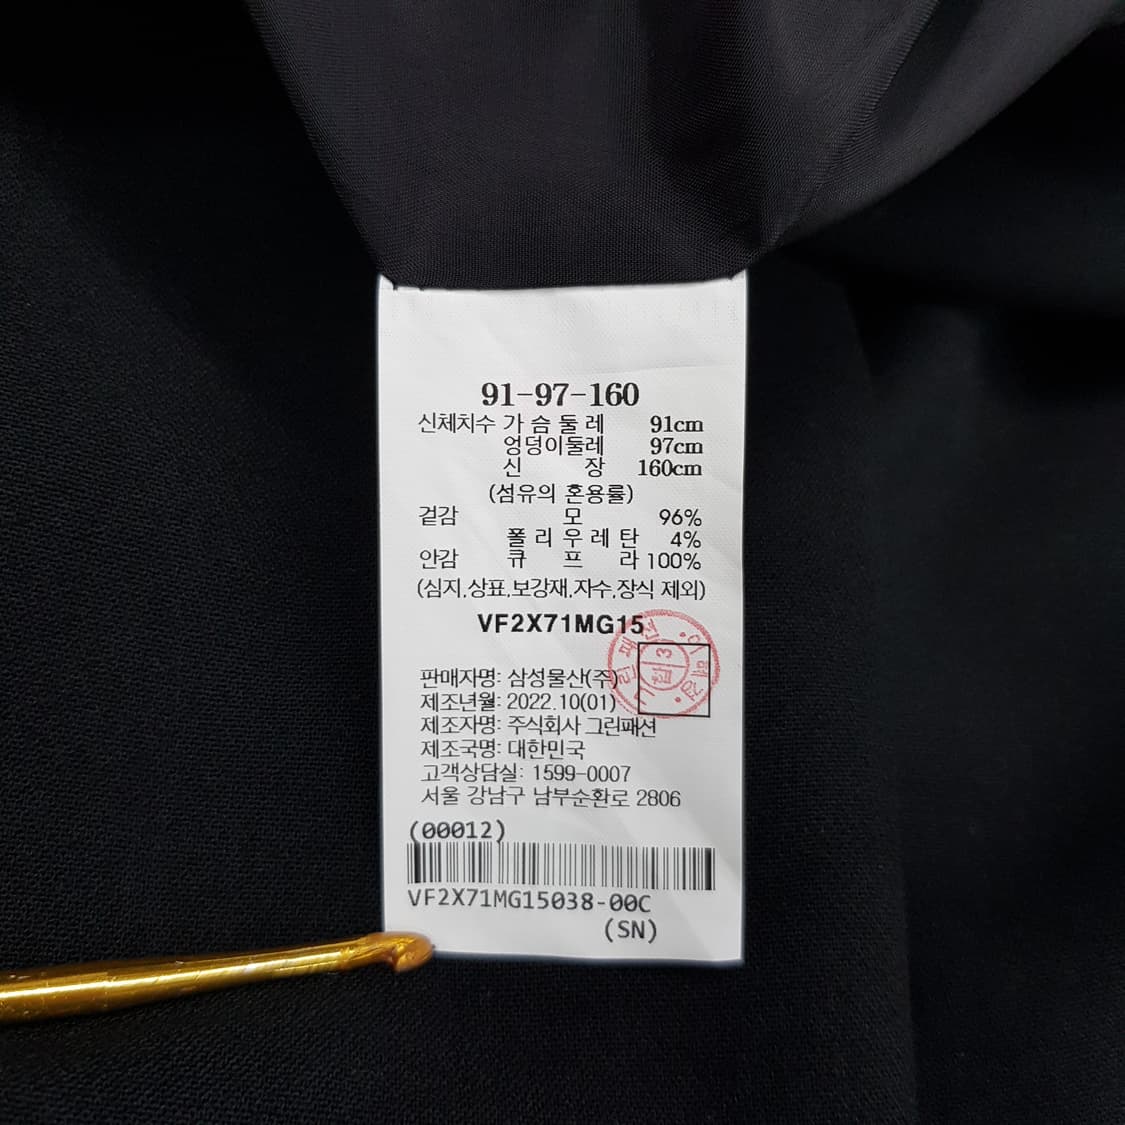 91-97-160
신체치수 가 슴 둘 레 91cm
엉덩이둘레 97cm
신 장 160cm
(섬유의 혼용률)
겉감 모 96%
폴 리 우 레 탄 4%
안감 큐 프 라 100%
(심지,상표,보강재,자수,장식 제외)
VF2X71MG15
판매자명: 삼성물산(주)
제조년월: 2022.10(01)
제조자명: 주식회사 그린패션
제조국명: 대한민국
고객상담실: 1599-0007
서울 강남구 남부순환로 2806
(00012)
VF2X71MG15038-00C
(SN)